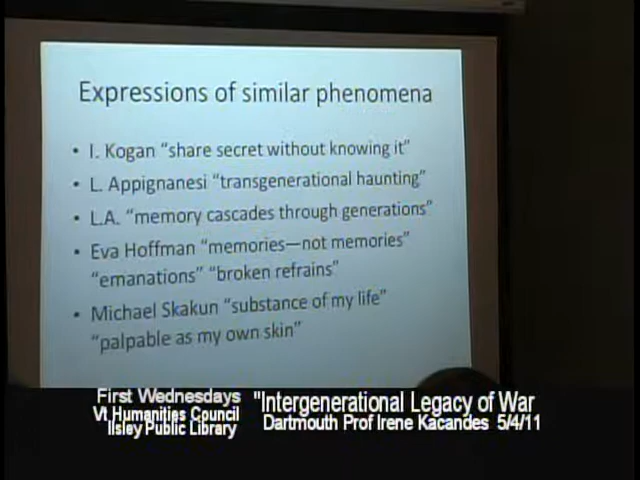 Expressions of similar phenomena
• I. Kogan “share secret without knowing it”
• L. Appignanesi “transgenerational haunting”
• L.A. “memory cascades through generations”
• Eva Hoffman “memories—not memories”
“emanations” “broken refrains”
• Michael Skakun “substance of my life”
“palpable as my own skin”
First Wednesdays
Vt Humanities Council
Ilsley Public Library
"Intergenerational Legacy of War
Dartmouth Prof Irene Kacandes 5/4/11